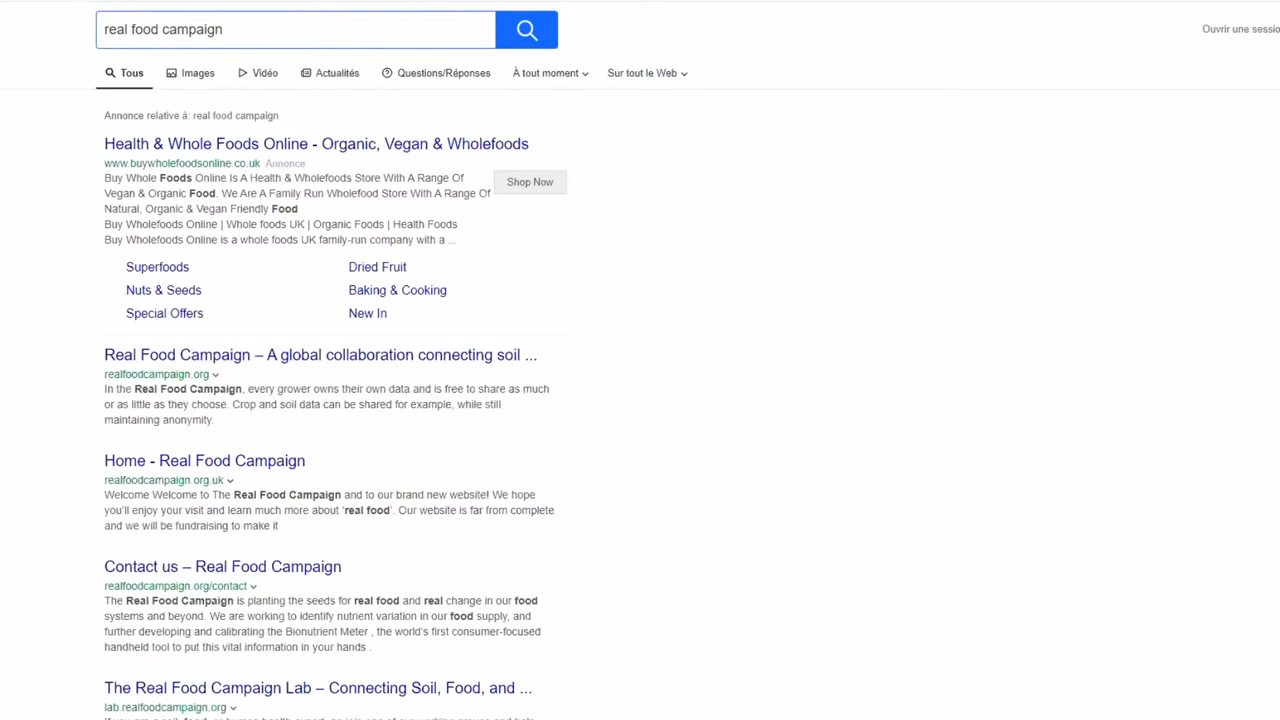 real food campaign
Ouvrir une sessio
Tous Images Vidéo Actualités Questions/Réponses À tout moment Sur tout le Web
Annonce relative à: real food campaign
Health & Whole Foods Online - Organic, Vegan & Wholefoods
www.buywholefoodsonline.co.uk Annonce
Buy Whole Foods Online Is A Health & Wholefoods Store With A Range Of
Vegan & Organic Food. We Are A Family Run Wholefood Store With A Range Of
Natural, Organic & Vegan Friendly Food
Buy Wholefoods Online | Whole foods UK | Organic Foods | Health Foods
Buy Wholefoods Online is a whole foods UK family-run company with a ...
Shop Now
Superfoods Dried Fruit
Nuts & Seeds Baking & Cooking
Special Offers New In
Real Food Campaign – A global collaboration connecting soil ...
realfoodcampaign.org
In the Real Food Campaign, every grower owns their own data and is free to share as much
or as little as they choose. Crop and soil data can be shared for example, while still
maintaining anonymity.
Home - Real Food Campaign
realfoodcampaign.org.uk
Welcome Welcome to The Real Food Campaign and to our brand new website! We hope
you'll enjoy your visit and learn much more about 'real food'. Our website is far from complete
and we will be fundraising to make it
Contact us – Real Food Campaign
realfoodcampaign.org/contact
The Real Food Campaign is planting the seeds for real food and real change in our food
systems and beyond. We are working to identify nutrient variation in our food supply, and
further developing and calibrating the Bionutrient Meter , the world's first consumer-focused
handheld tool to put this vital information in your hands .
The Real Food Campaign Lab – Connecting Soil, Food, and ...
lab.realfoodcampaign.org